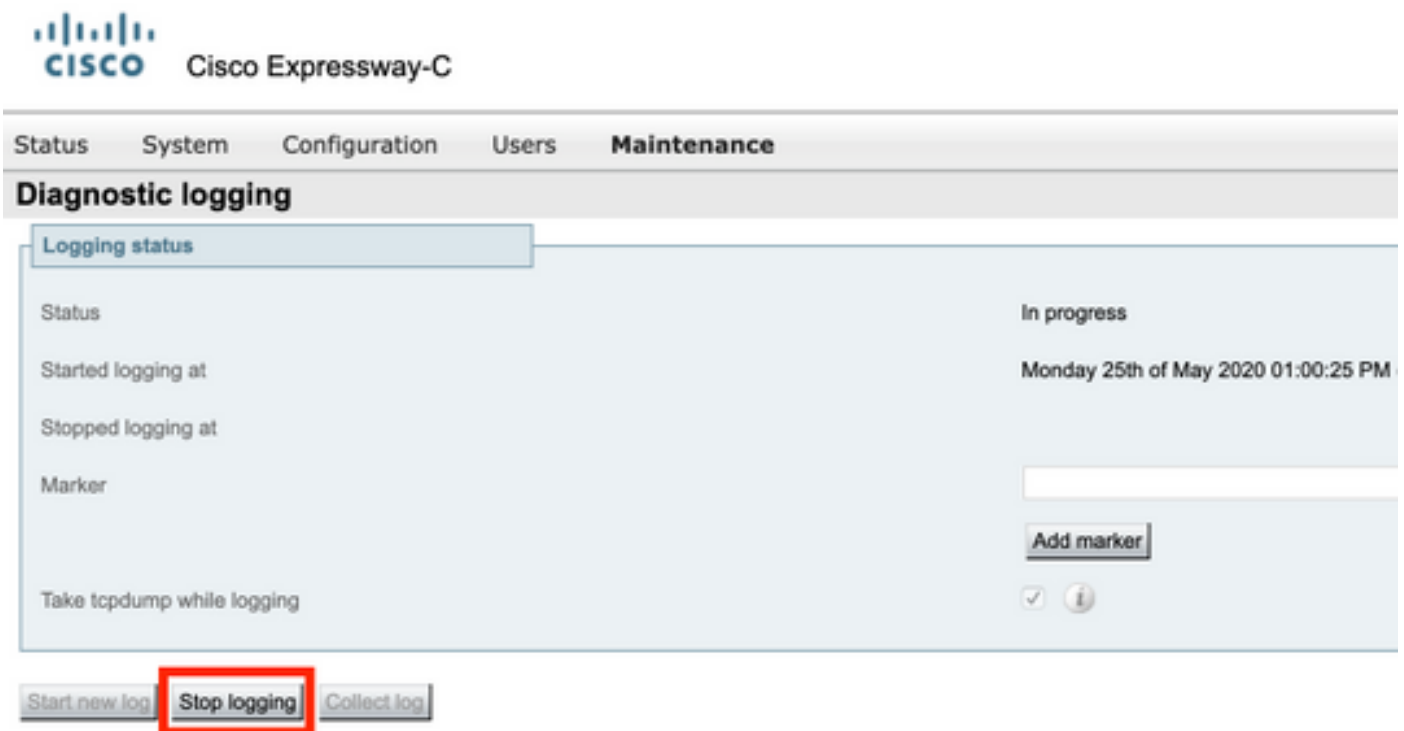 CISCO Cisco Expressway-C
Status System Configuration Users Maintenance
Diagnostic logging
Logging status
Status In progress
Started logging at Monday 25th of May 2020 01:00:25 PM
Stopped logging at
Marker
Add marker
Take tcpdump while logging i
Start new log Stop logging Collect log